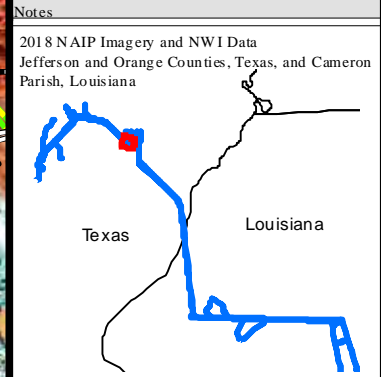 Notes
2018 NAIP Imagery and NWI Data
Jefferson and Orange Counties, Texas, and Cameron
Parish, Louisiana
Louisiana
Texas